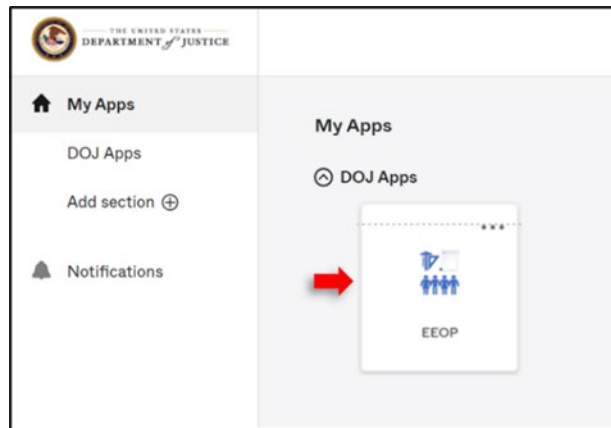 THE UNITED STATES
DEPARTMENT of JUSTICE
My Apps
DOJ Apps
Add section
Notifications
My Apps
DOJ Apps
EEOP